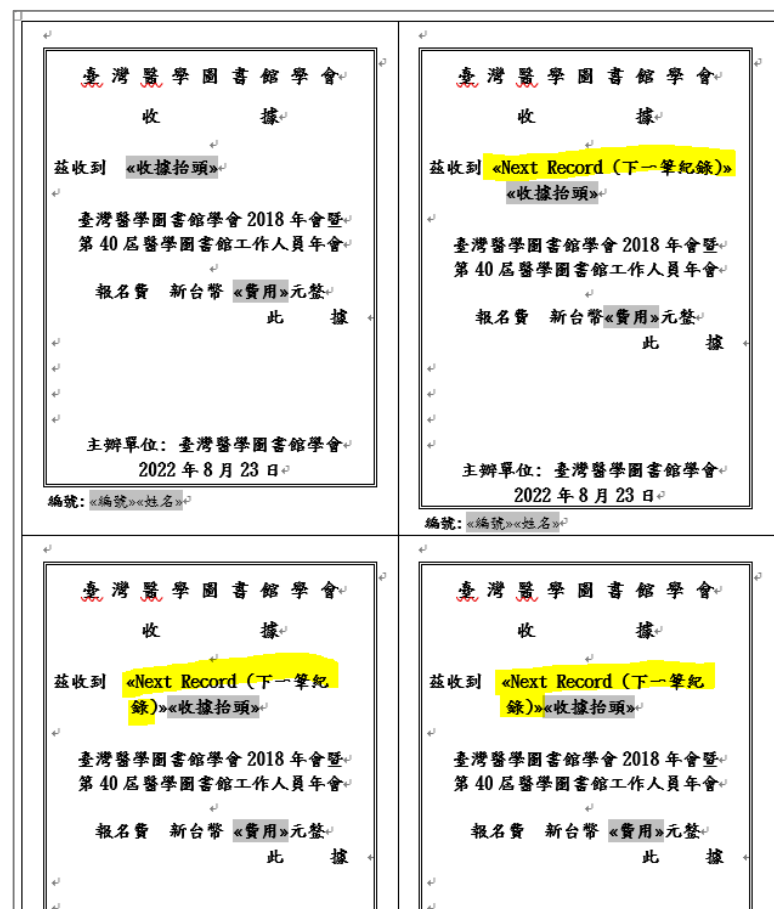 臺灣醫學圖書館學會
收 據
茲收到 «收據抬頭»
臺灣醫學圖書館學會 2018 年會暨
第 40 屆醫學圖書館工作人員年會
報名費 新台幣 «費用»元整
此 據
主辦單位: 臺灣醫學圖書館學會
2022 年 8 月 23 日
編號: «編號»«姓名»
臺灣醫學圖書館學會
收 據
茲收到 «Next Record (下一筆紀錄)»
«收據抬頭»
臺灣醫學圖書館學會 2018 年會暨
第 40 屆醫學圖書館工作人員年會
報名費 新台幣«費用»元整
此 據
主辦單位: 臺灣醫學圖書館學會
2022 年 8 月 23 日
編號: «編號»«姓名»
臺灣醫學圖書館學會
收 據
茲收到 «Next Record (下一筆紀
錄)»«收據抬頭»
臺灣醫學圖書館學會 2018 年會暨
第 40 屆醫學圖書館工作人員年會
報名費 新台幣 «費用»元整
此 據
臺灣醫學圖書館學會
收 據
茲收到 «Next Record (下一筆紀
錄)»«收據抬頭»
臺灣醫學圖書館學會 2018 年會暨
第 40 屆醫學圖書館工作人員年會
報名費 新台幣 «費用»元整
此 據